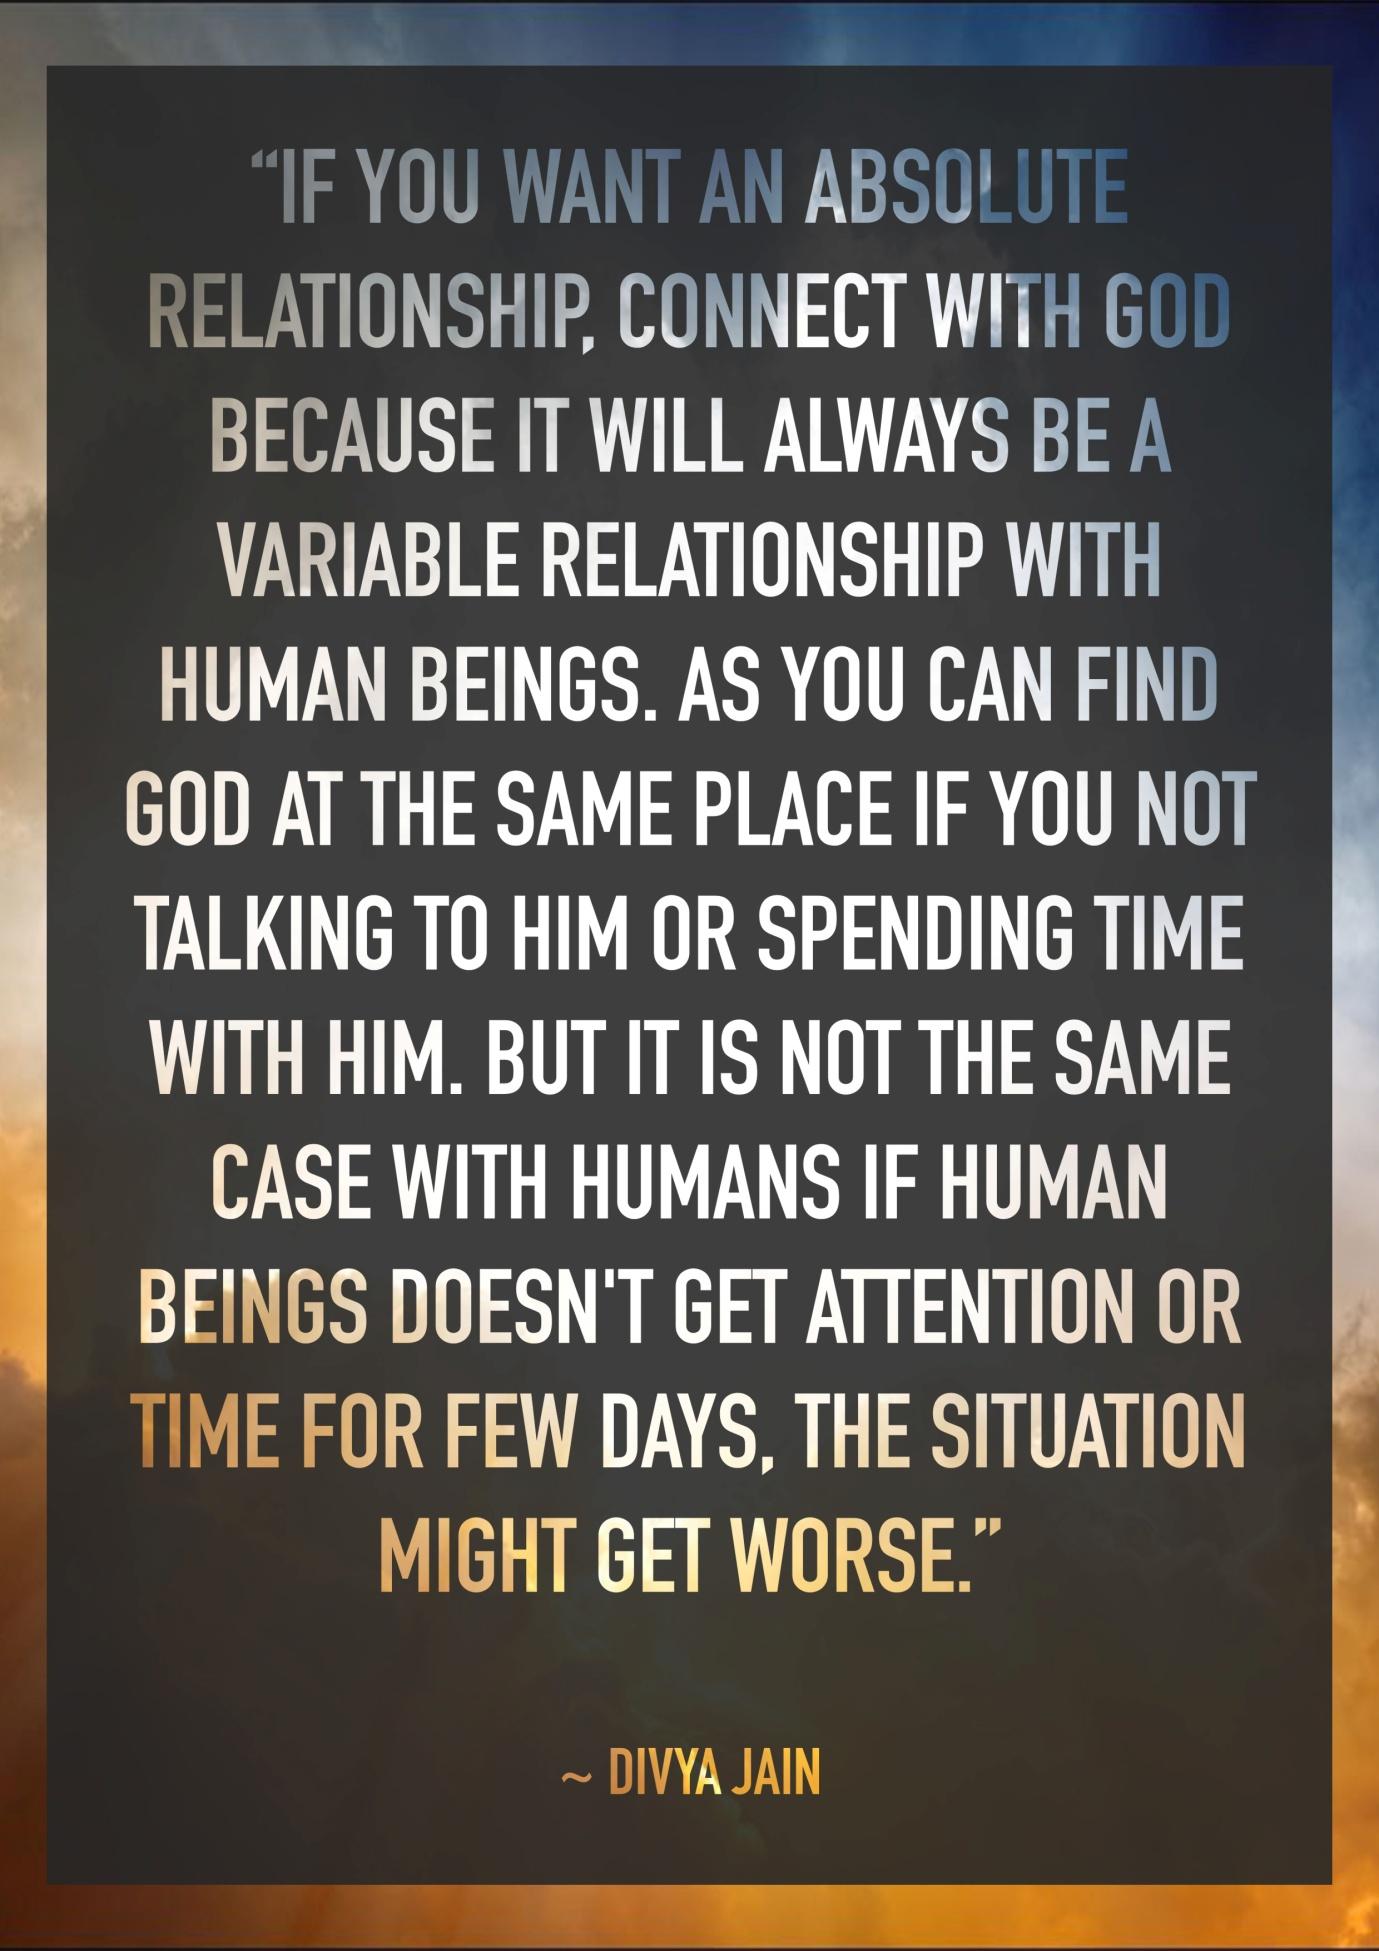 “IF YOU WANT AN ABSOLUTE
RELATIONSHIP, CONNECT WITH GOD
BECAUSE IT WILL ALWAYS BE A
VARIABLE RELATIONSHIP WITH
HUMAN BEINGS. AS YOU CAN FIND
GOD AT THE SAME PLACE IF YOU NOT
TALKING TO HIM OR SPENDING TIME
WITH HIM. BUT IT IS NOT THE SAME
CASE WITH HUMANS IF HUMAN
BEINGS DOESN'T GET ATTENTION OR
TIME FOR FEW DAYS, THE SITUATION
MIGHT GET WORSE.”
~ DIVYA JAIN